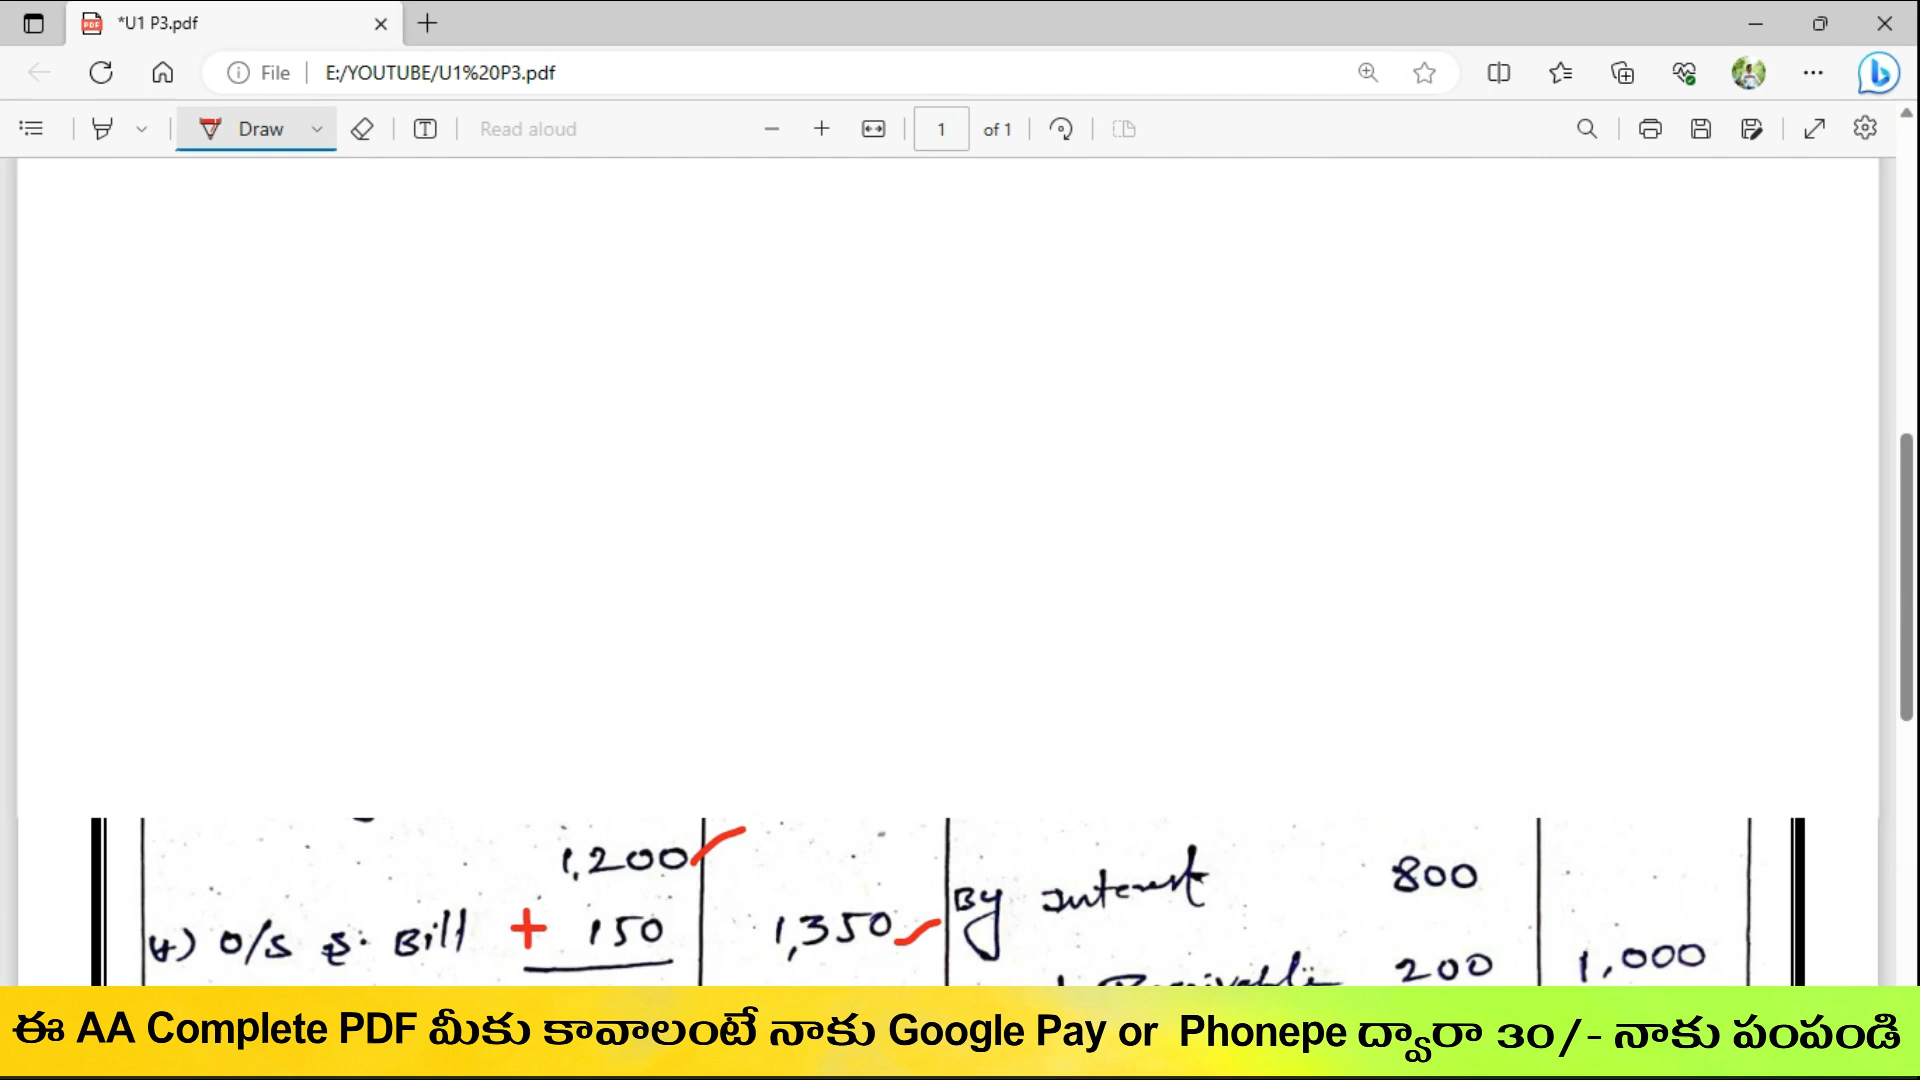 *U1 P3.pdf
File E:/YOUTUBE/U1%20P3.pdf
Draw Read aloud 1 of 1
1,200
By Interest 800
4) O/S E. Bill + 150 1,350
Receivable 200 1,000
ఈ AA Complete PDF మీకు కావాలంటే నాకు Google Pay or Phonepe ద్వారా 30/- నాకు పంపండి